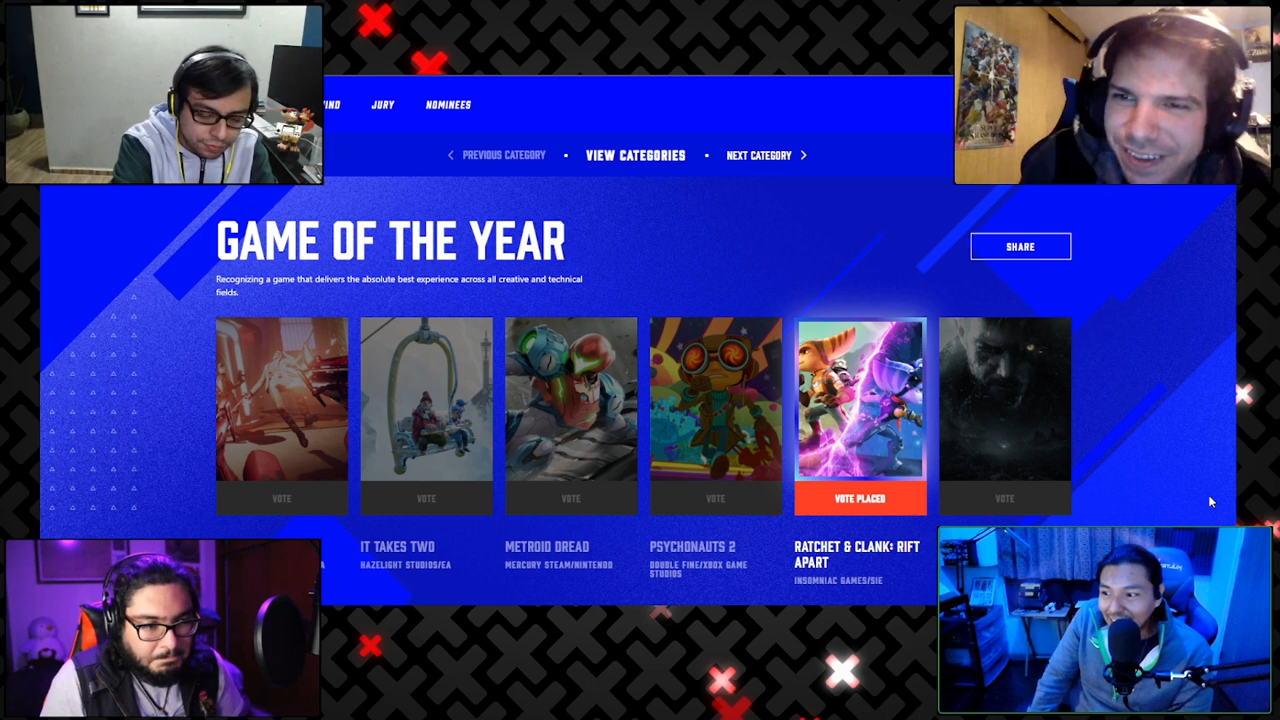 JURY
NOMINEES
PREVIOUS CATEGORY
VIEW CATEGORIES
NEXT CATEGORY
GAME OF THE YEAR
SHARE
Recognizing a game that delivers the absolute best experience across all creative and technical
fields.
VOTE
VOTE
VOTE
VOTE
VOTE PLACED
VOTE
IT TAKES TWO
HAZELIGHT STUDIOS/EA
METROID DREAD
MERCURY STEAM/NINTENDO
PSYCHONAUTS 2
DOUBLE FINE/XBOX GAME
STUDIOS
RATCHET & CLANK: RIFT
APART
INSOMNIAC GAMES/SIE